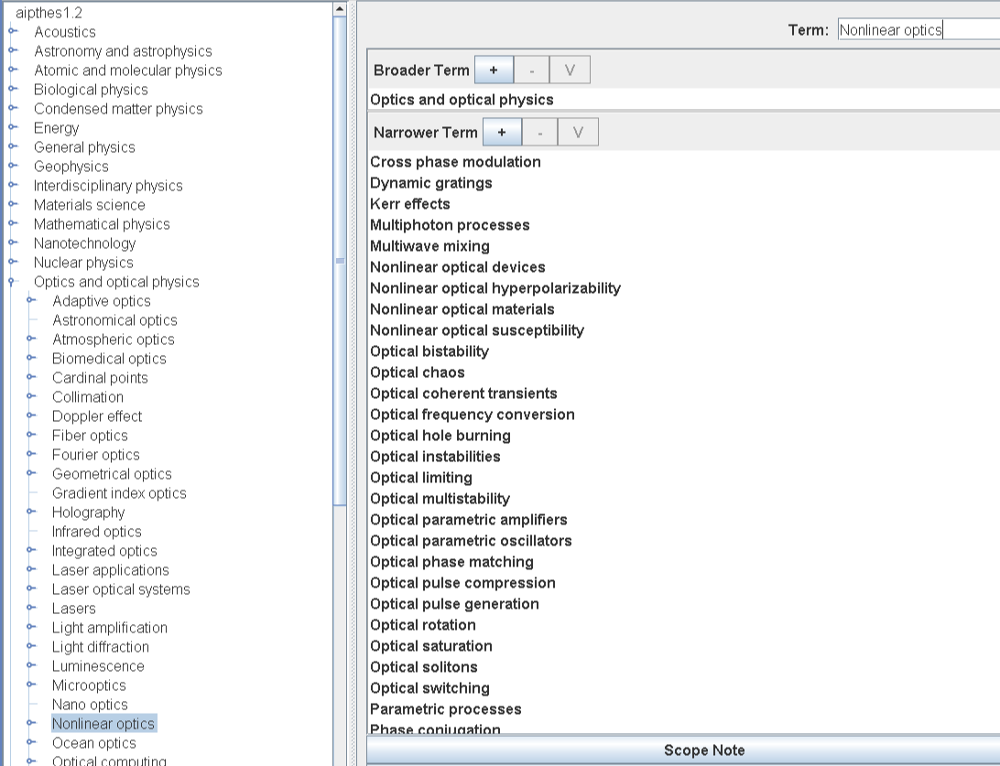 aipthes1.2
Acoustics
Astronomy and astrophysics
Atomic and molecular physics
Biological physics
Condensed matter physics
Energy
General physics
Geophysics
Interdisciplinary physics
Materials science
Mathematical physics
Nanotechnology
Nuclear physics
Optics and optical physics
Adaptive optics
Astronomical optics
Atmospheric optics
Biomedical optics
Cardinal points
Collimation
Doppler effect
Fiber optics
Fourier optics
Geometrical optics
Gradient index optics
Holography
Infrared optics
Integrated optics
Laser applications
Laser optical systems
Lasers
Light amplification
Light diffraction
Luminescence
Microoptics
Nano optics
Nonlinear optics
Ocean optics
Optical computing
Term: Nonlinear optics
Broader Term + - V
Optics and optical physics
Narrower Term + - V
Cross phase modulation
Dynamic gratings
Kerr effects
Multiphoton processes
Multiwave mixing
Nonlinear optical devices
Nonlinear optical hyperpolarizability
Nonlinear optical materials
Nonlinear optical susceptibility
Optical bistability
Optical chaos
Optical coherent transients
Optical frequency conversion
Optical hole burning
Optical instabilities
Optical limiting
Optical multistability
Optical parametric amplifiers
Optical parametric oscillators
Optical phase matching
Optical pulse compression
Optical pulse generation
Optical rotation
Optical saturation
Optical solitons
Optical switching
Parametric processes
Phase conjugation
Scope Note